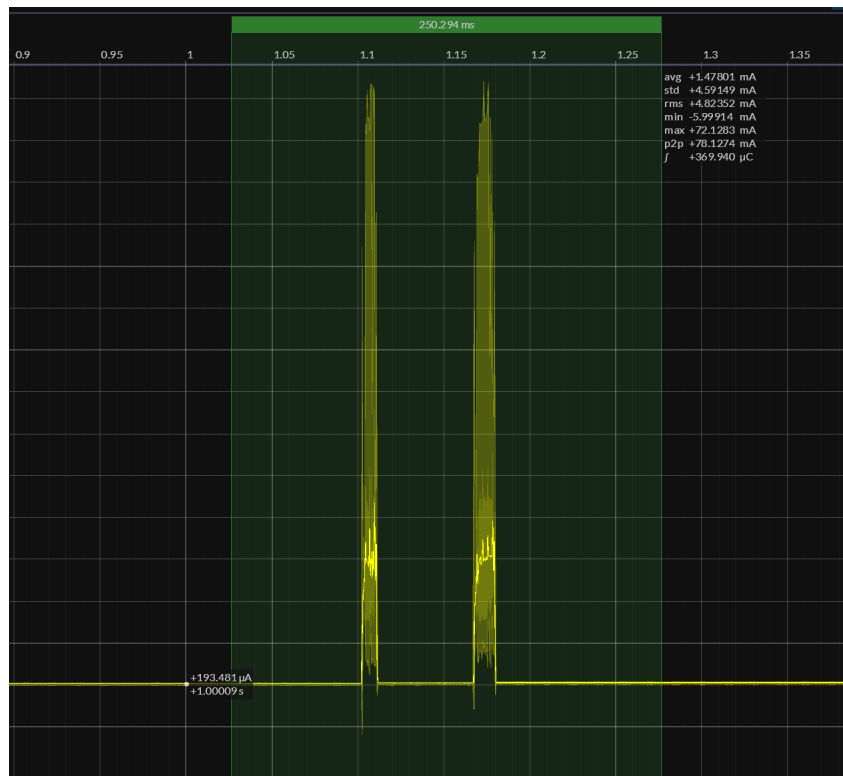 250.294 ms
0.9 0.95 1 1.05 1.1 1.15 1.2 1.25 1.3 1.35
avg +1.47801 mA
std +4.59149 mA
rms +4.82352 mA
min -5.99914 mA
max +72.1283 mA
p2p +78.1274 mA
∫ +369.940 µC
+193.481 µA
+1.00009 s